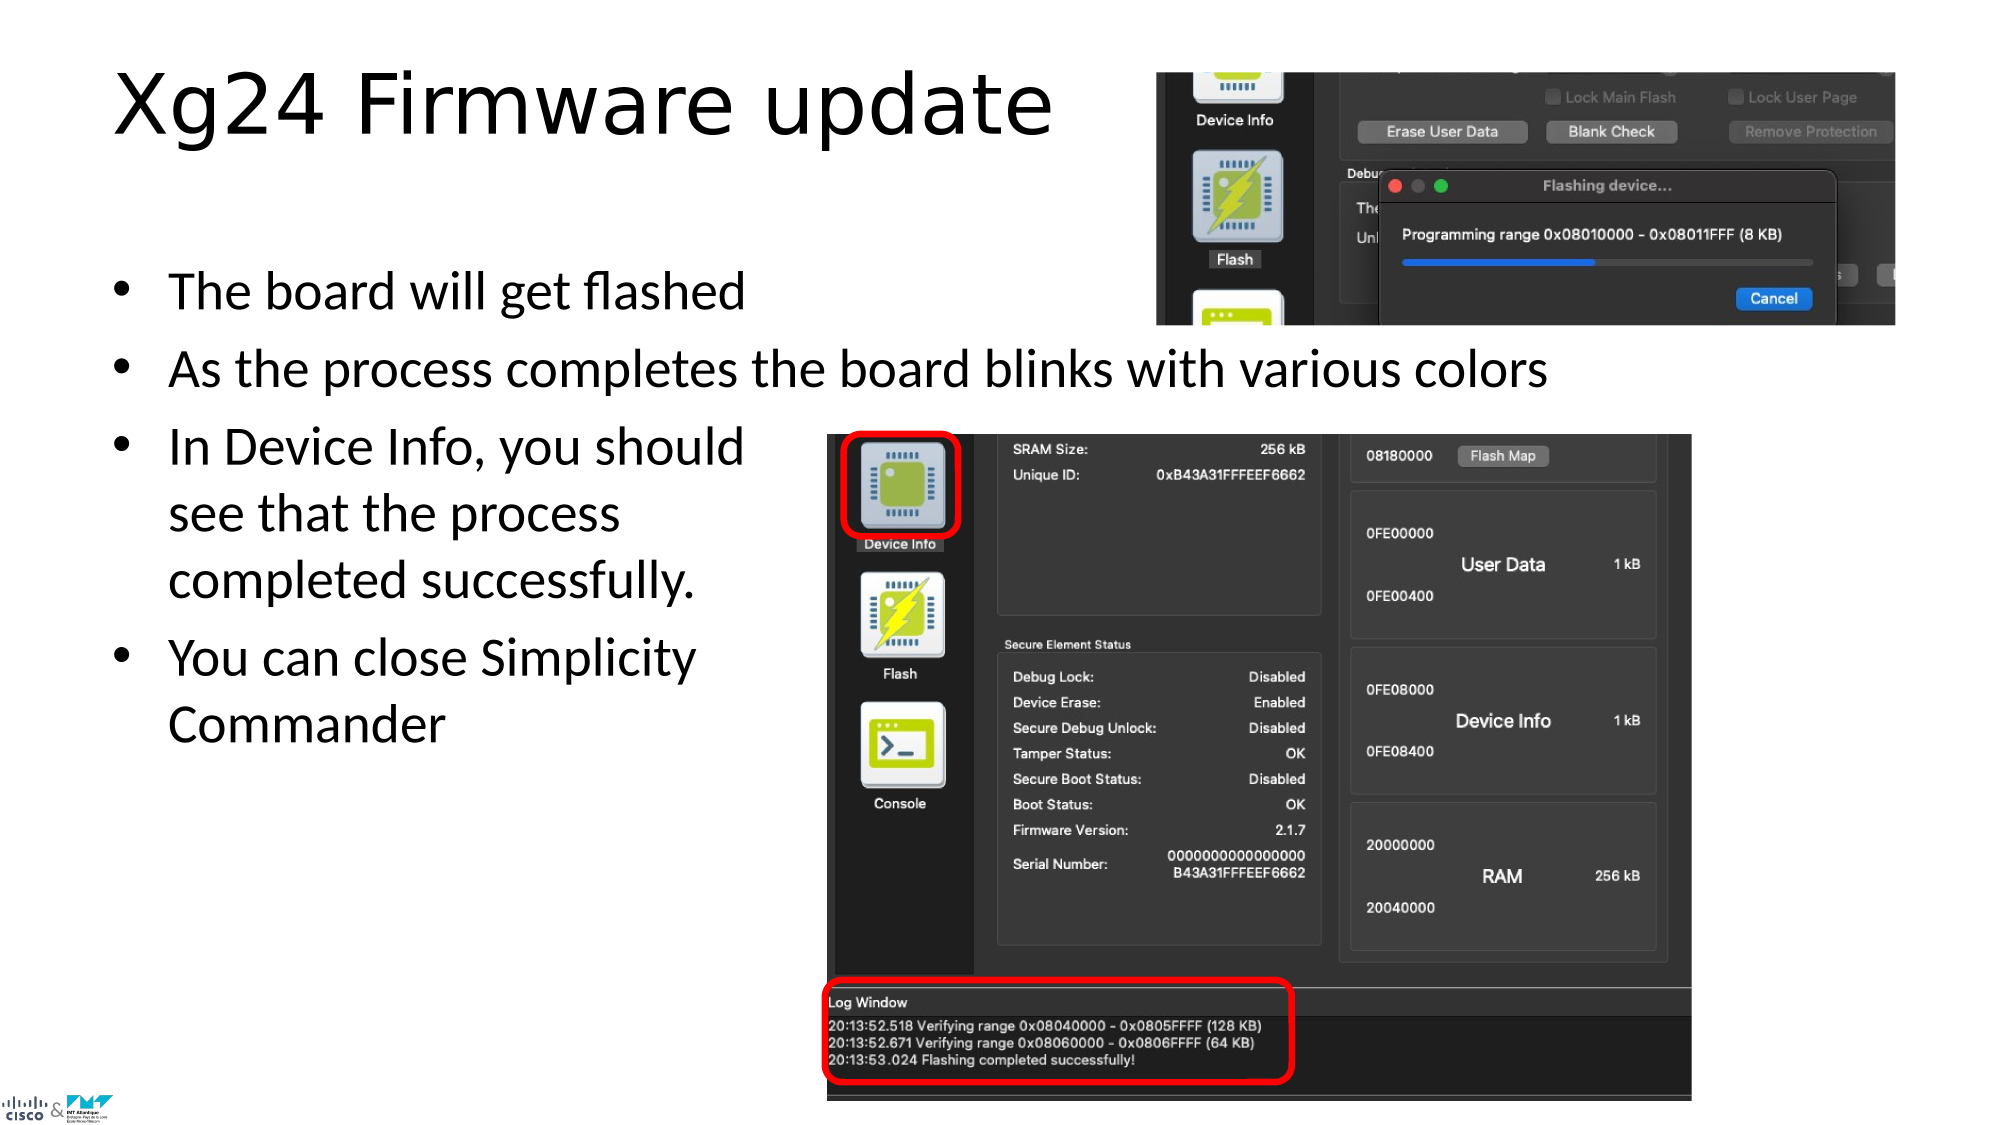 Xg24 Firmware update
Device Info
Lock Main Flash
Lock User Page
Erase User Data
Blank Check
Remove Protection
Flash
Debu
The
Unl
Flashing device...
Programming range 0x08010000 - 0x08011FFF (8 KB)
Cancel
• The board will get flashed
• As the process completes the board blinks with various colors
• In Device Info, you should
see that the process
completed successfully.
• You can close Simplicity
Commander
Device Info
Flash
Console
SRAM Size: 256 kB
Unique ID: 0xB43A31FFFEEF6662
Secure Element Status
Debug Lock: Disabled
Device Erase: Enabled
Secure Debug Unlock: Disabled
Tamper Status: OK
Secure Boot Status: Disabled
Boot Status: OK
Firmware Version: 2.1.7
Serial Number: 0000000000000000
B43A31FFFEEF6662
08180000 Flash Map
0FE00000
User Data 1 kB
0FE00400
0FE08000
Device Info 1 kB
0FE08400
20000000
RAM 256 kB
20040000
Log Window
20:13:52.518 Verifying range 0x08040000 - 0x0805FFFF (128 KB)
20:13:52.671 Verifying range 0x08060000 - 0x0806FFFF (64 KB)
20:13:53.024 Flashing completed successfully!
CISCO & IMT Atlantique